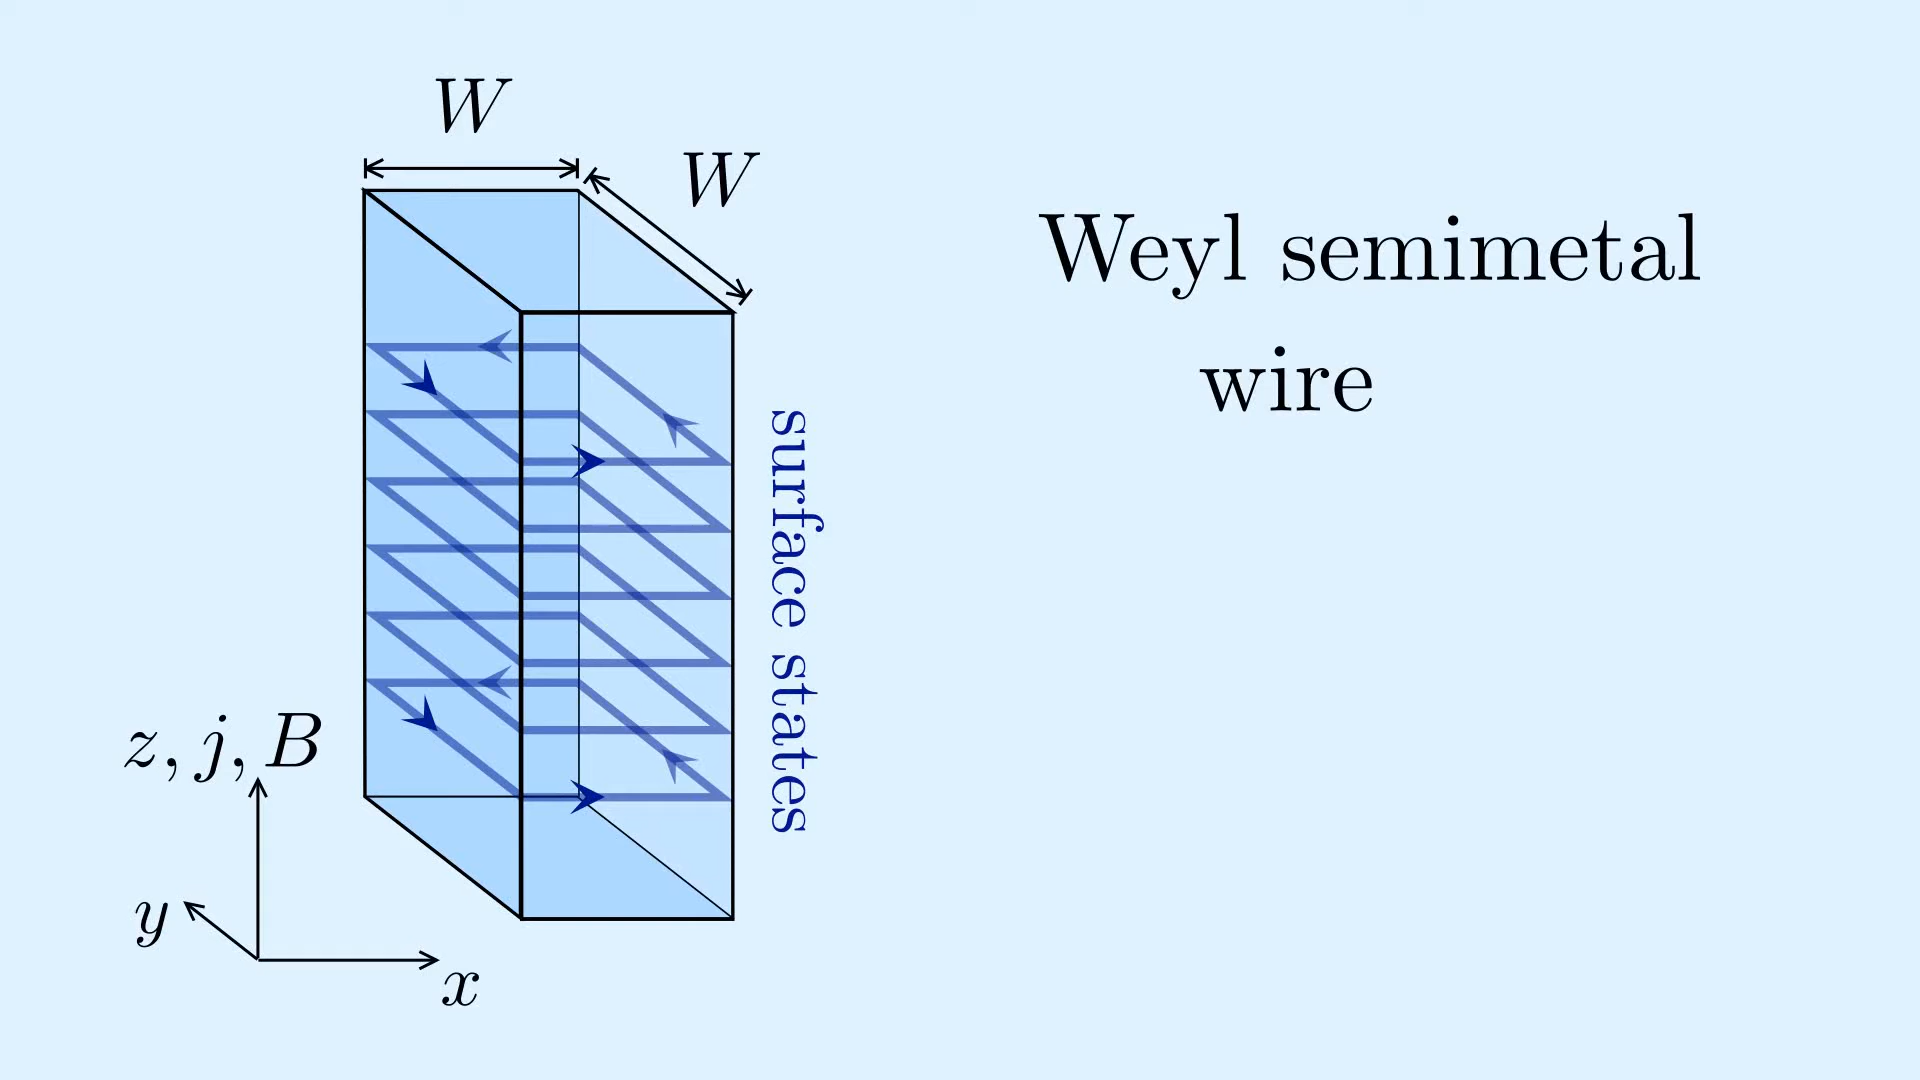 W
W
Weyl semimetal
wire
surface states
z, j, B
y
x